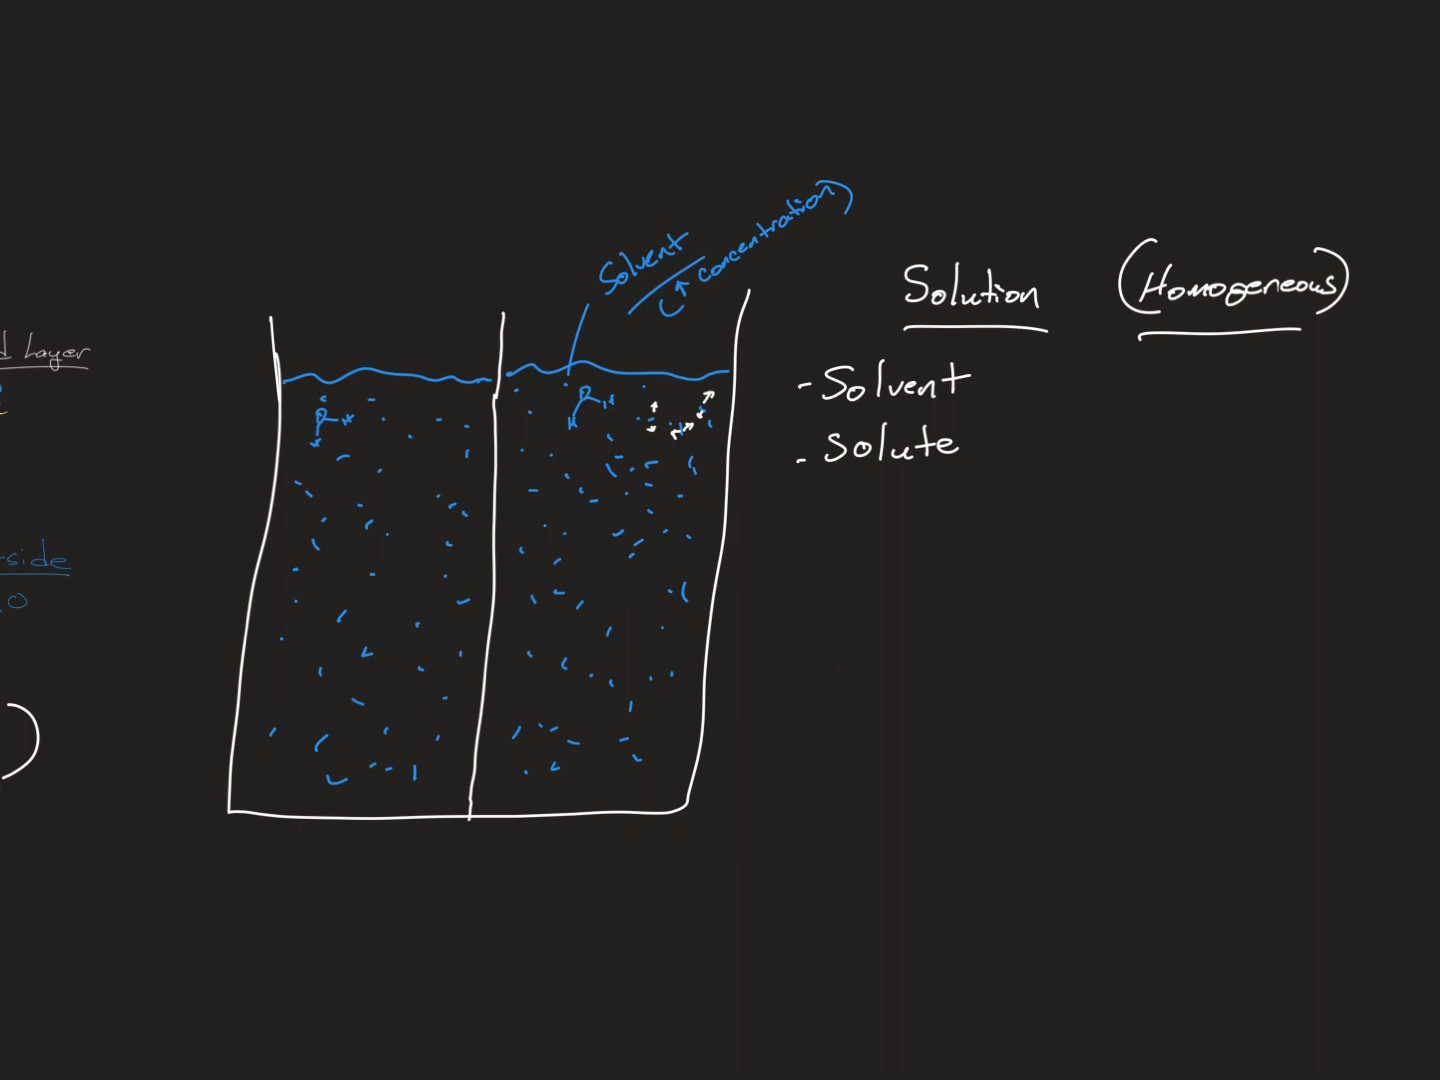 d Layer
-side
Solvent
concentration
Solution (Homogeneous)
- Solvent
- Solute